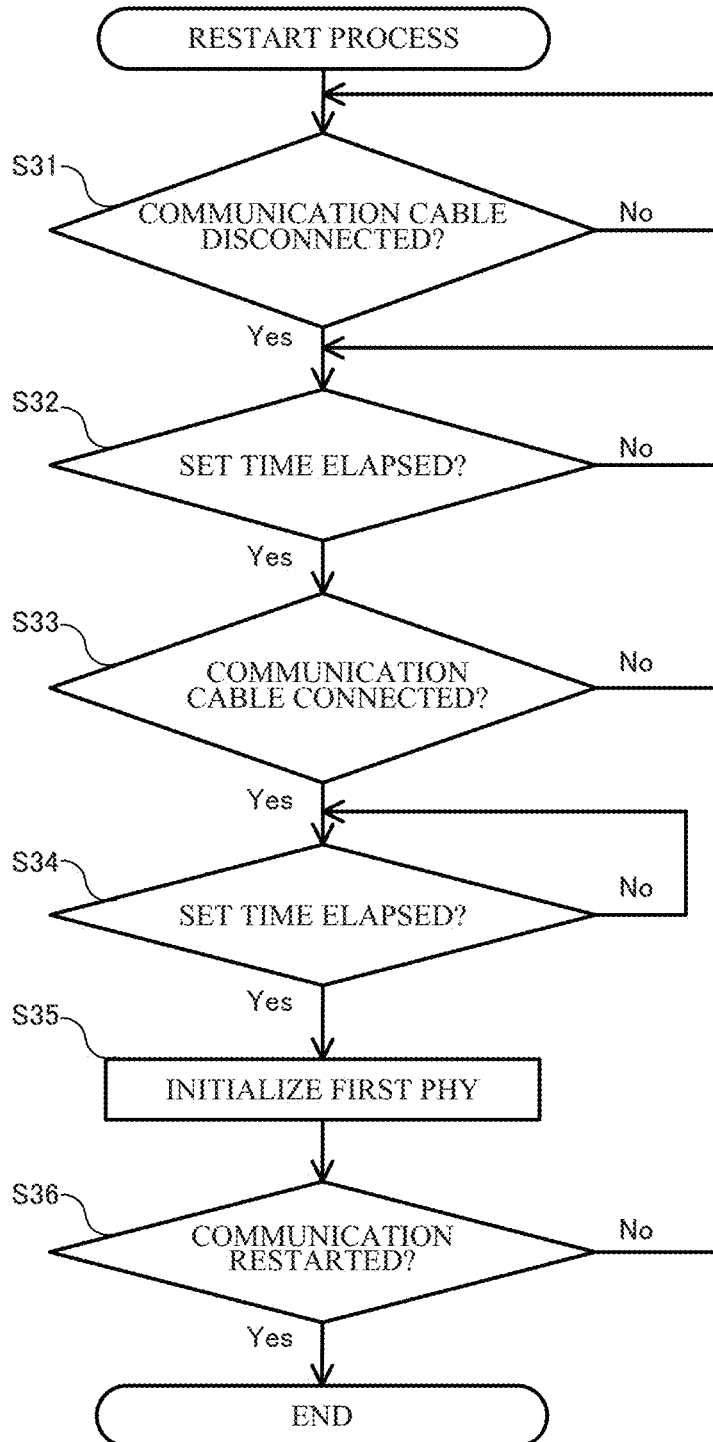 RESTART PROCESS
S31
COMMUNICATION CABLE
DISCONNECTED?
No
Yes
S32
SET TIME ELAPSED?
No
Yes
S33
COMMUNICATION
CABLE CONNECTED?
No
Yes
S34
SET TIME ELAPSED?
No
Yes
S35
INITIALIZE FIRST PHY
S36
COMMUNICATION
RESTARTED?
No
Yes
END